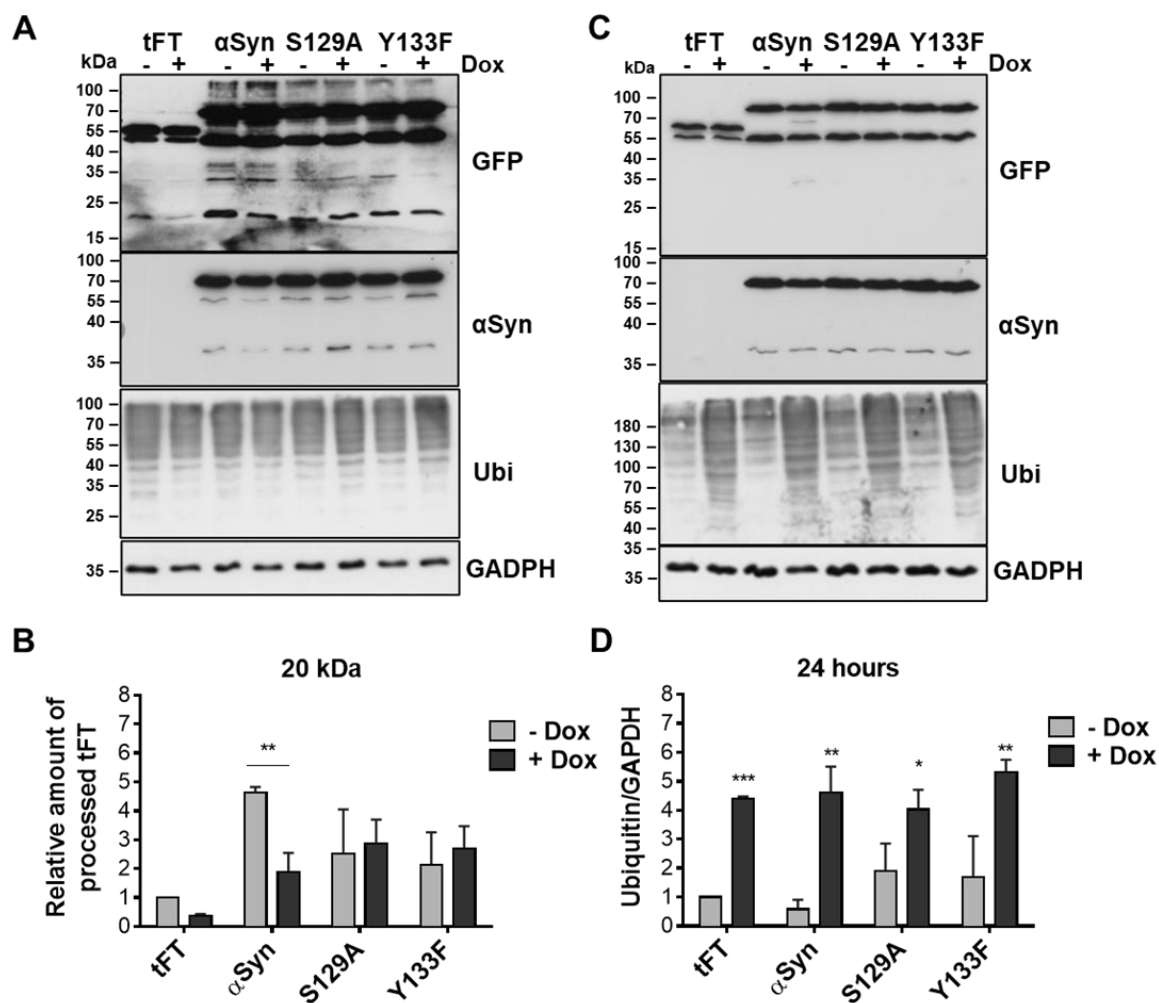 A
tFT αSyn S129A Y133F
kDa - + - + - + - + Dox
100
70
55
40
35
25
15
GFP
100
70
55
40
35
αSyn
100
70
55
40
35
25
Ubi
35
GADPH
C
tFT αSyn S129A Y133F
kDa - + - + - + - + Dox
100
70
55
40
35
25
15
GFP
100
70
55
40
35
αSyn
180
130
100
70
55
40
35
Ubi
35
GADPH
B
20 kDa
Relative amount of
processed tFT
8
7
6
5
4
3
2
1
0
**
- Dox
+ Dox
tFT
αSyn
S129A
Y133F
D
24 hours
Ubiquitin/GAPDH
8
7
6
5
4
3
2
1
0
***
**
*
**
- Dox
+ Dox
tFT
αSyn
S129A
Y133F